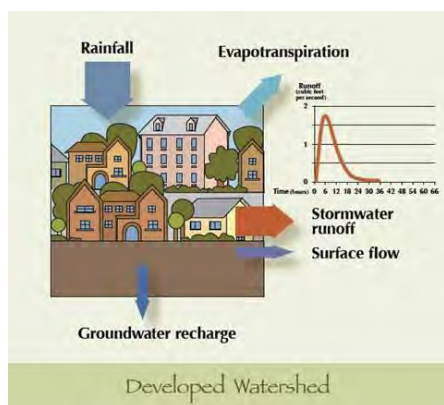 Rainfall
Evapotranspiration
Runoff
(cubic feet
per second)
2
1
0
Time (hours)
0 6 12 18 24 30 36 42 48 54 60 66
Stormwater
runoff
Surface flow
Groundwater recharge
Developed Watershed